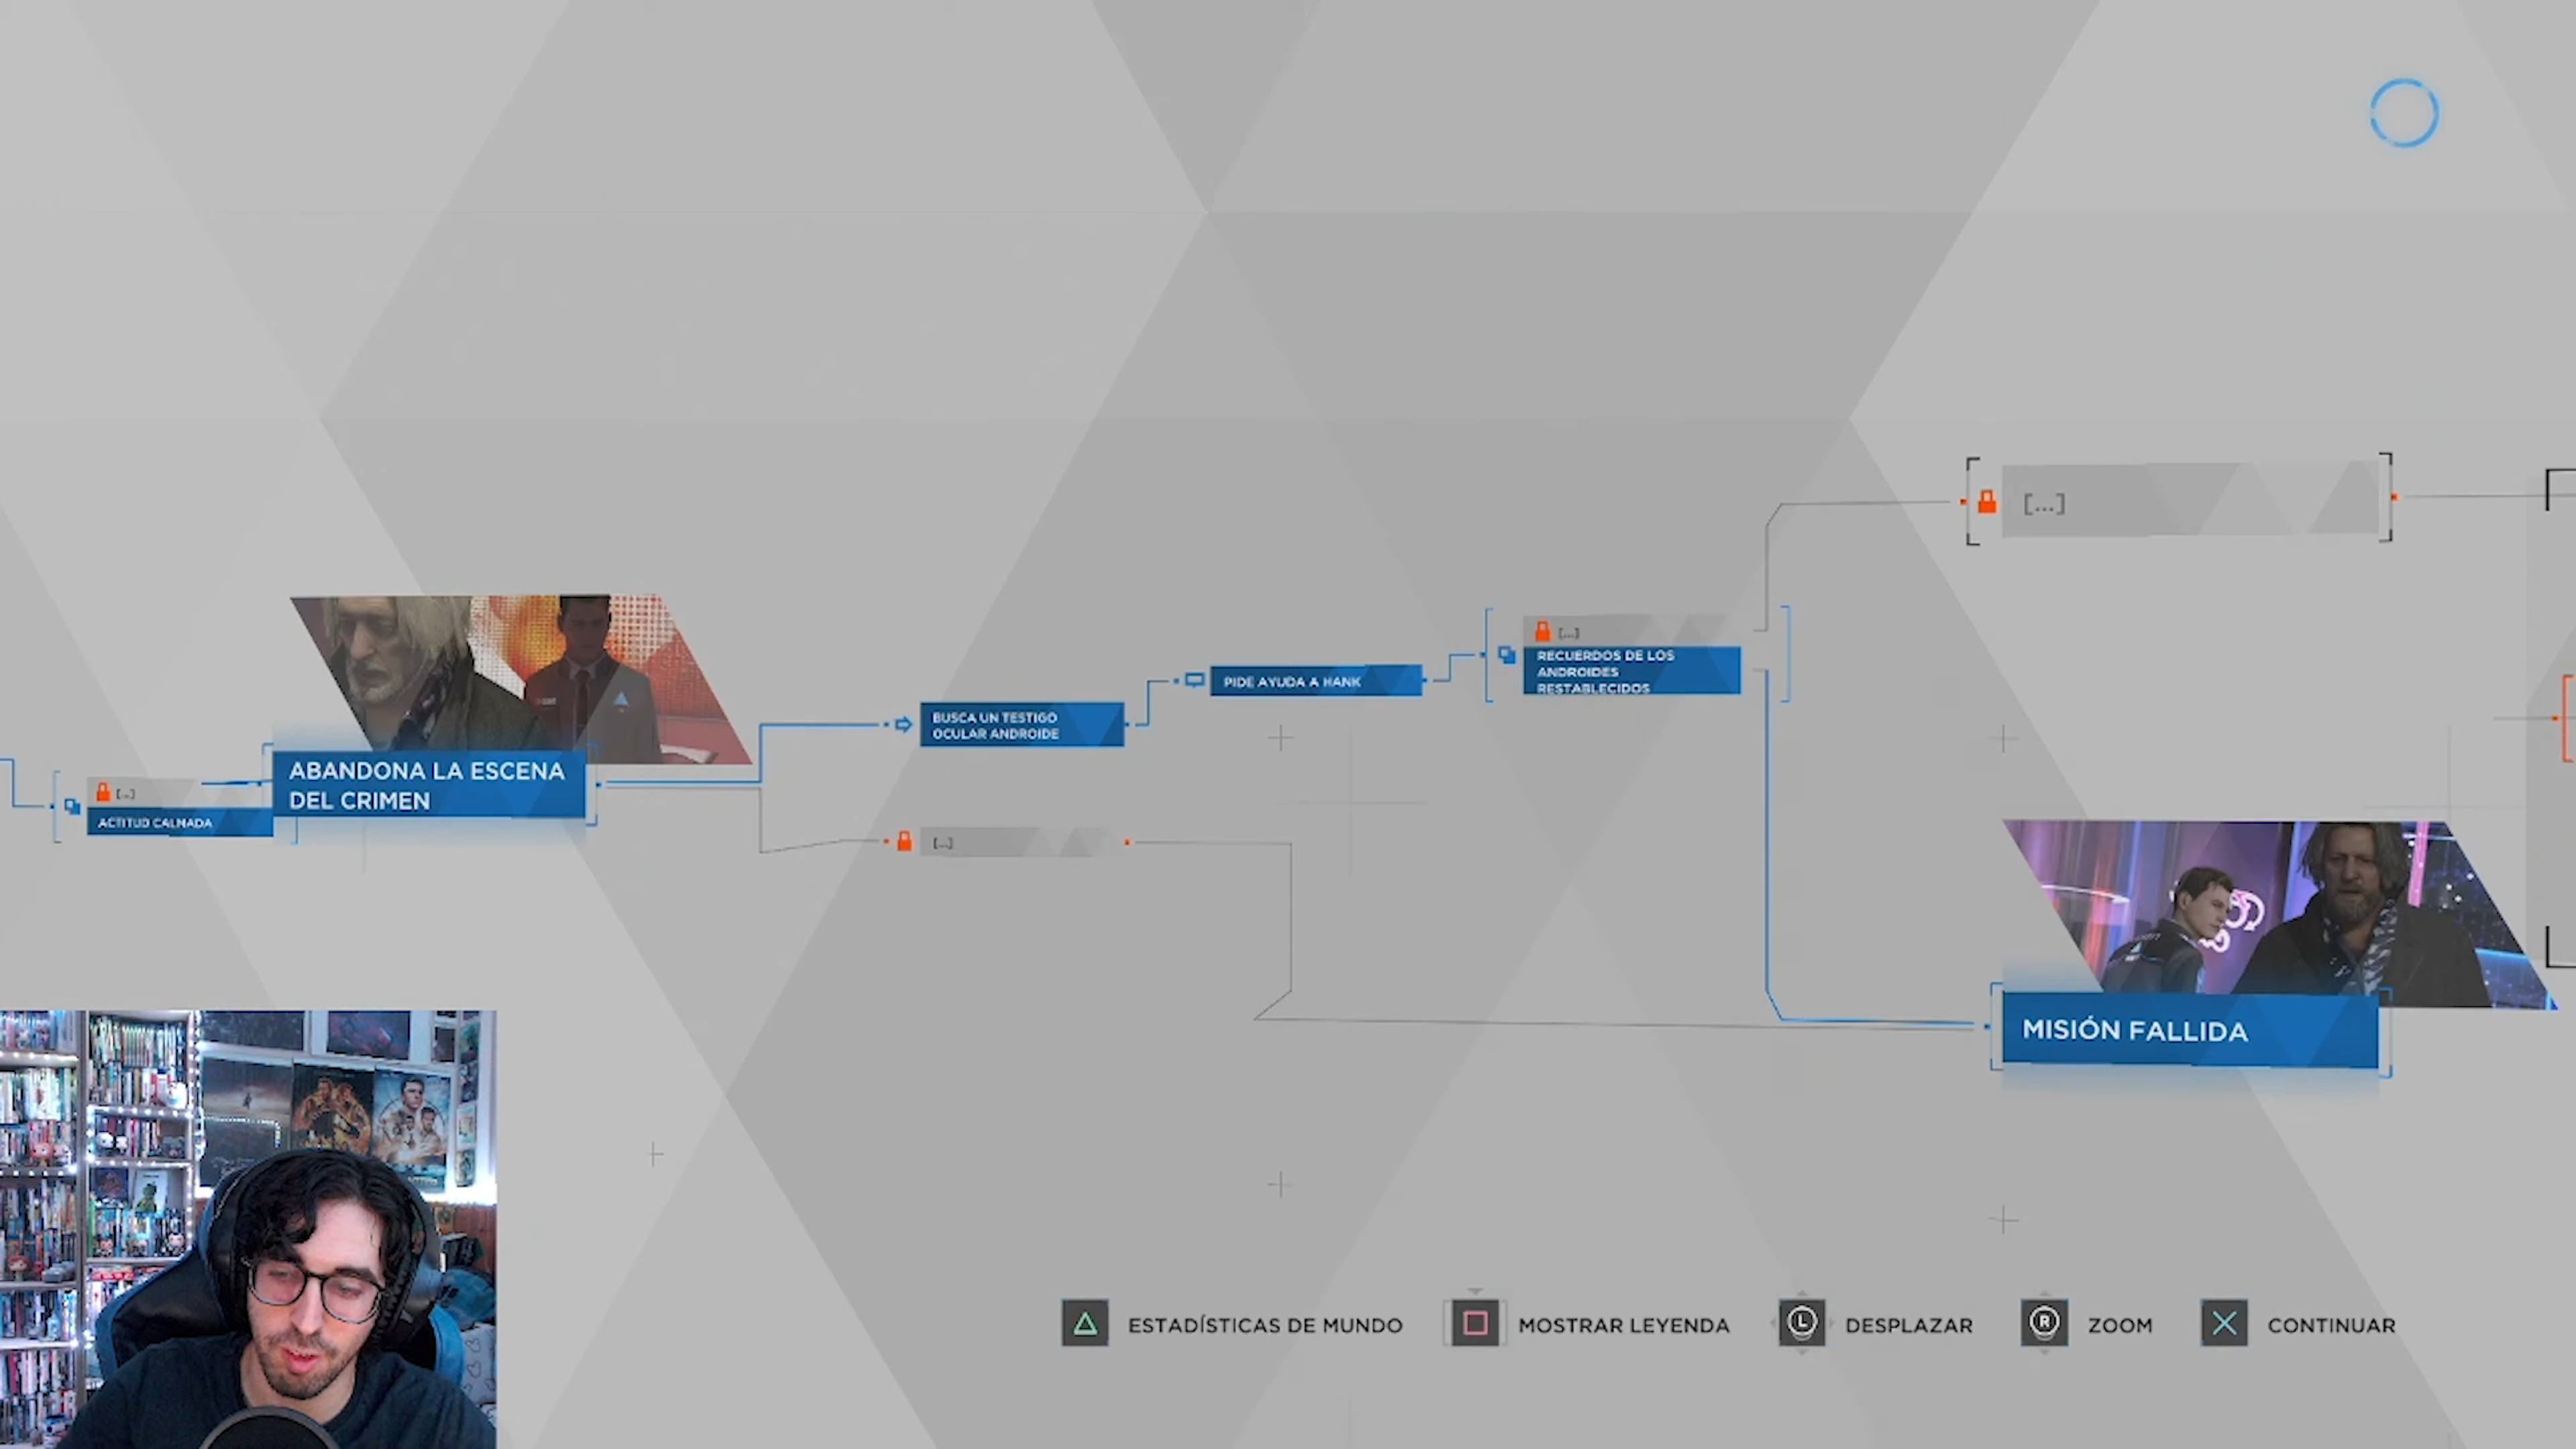 [...]
[...]
RECUERDOS DE LOS
ANDROIDES
RESTABLECIDOS
PIDE AYUDA A HANK
BUSCA UN TESTIGO
OCULAR ANDROIDE
ABANDONA LA ESCENA
DEL CRIMEN
[...]
ACTITUD CALMADA
[...]
MISIÓN FALLIDA
ESTADÍSTICAS DE MUNDO
MOSTRAR LEYENDA
L
DESPLAZAR
R
ZOOM
CONTINUAR